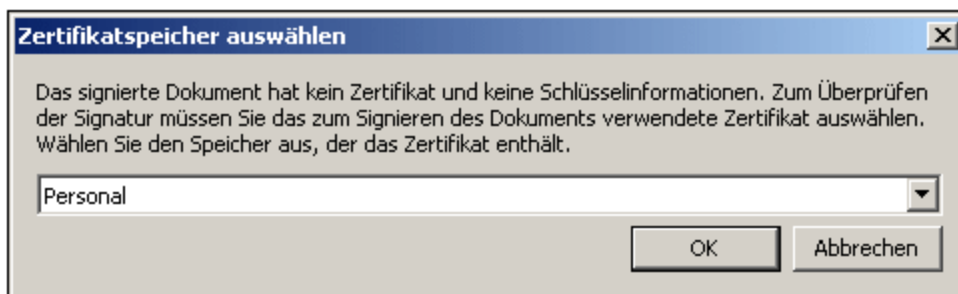 Zertifikatspeicher auswählen
Das signierte Dokument hat kein Zertifikat und keine Schlüsselinformationen. Zum Überprüfen
der Signatur müssen Sie das zum Signieren des Dokuments verwendete Zertifikat auswählen.
Wählen Sie den Speicher aus, der das Zertifikat enthält.
Personal
OK Abbrechen